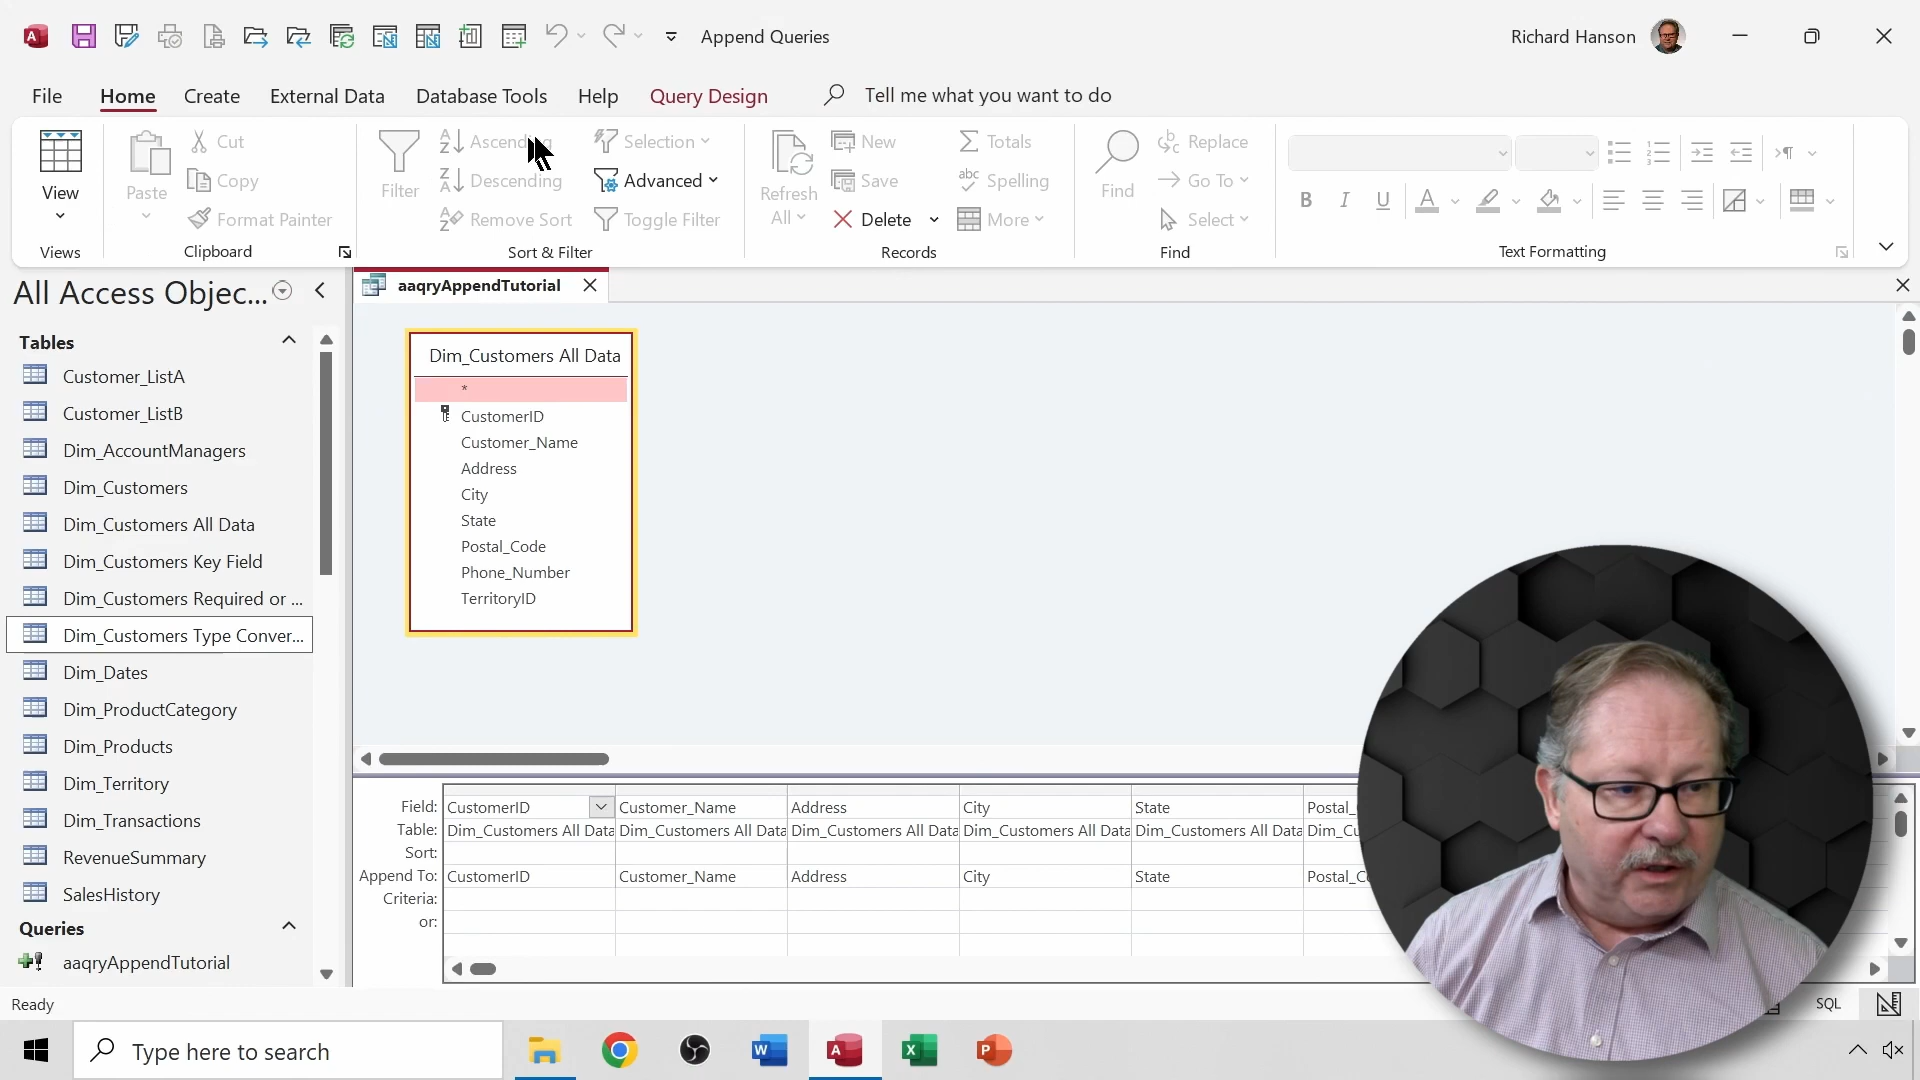 Append Queries
Richard Hanson
File Home Create External Data Database Tools Help Query Design Tell me what you want to do
View
Views
Paste
Cut
Copy
Format Painter
Clipboard
Filter
Ascending
Descending
Remove Sort
Selection
Advanced
Toggle Filter
Sort & Filter
Refresh
All
New
Save
Delete
Totals
Spelling
More
Records
Find
Replace
Go To
Select
Find
B I U A
Text Formatting
All Access Objec...
Tables
Customer_ListA
Customer_ListB
Dim_AccountManagers
Dim_Customers
Dim_Customers All Data
Dim_Customers Key Field
Dim_Customers Required or ...
Dim_Customers Type Conver...
Dim_Dates
Dim_ProductCategory
Dim_Products
Dim_Territory
Dim_Transactions
RevenueSummary
SalesHistory
Queries
aaqryAppendTutorial
aaqryAppendTutorial
Dim_Customers All Data
*
CustomerID
Customer_Name
Address
City
State
Postal_Code
Phone_Number
TerritoryID
Field: CustomerID Customer_Name Address City State Postal_
Table: Dim_Customers All Data Dim_Customers All Data Dim_Customers All Data Dim_Customers All Data Dim_Customers All Data Dim_Cu
Sort:
Append To: CustomerID Customer_Name Address City State Postal_C
Criteria:
or:
Ready
SQL
Type here to search